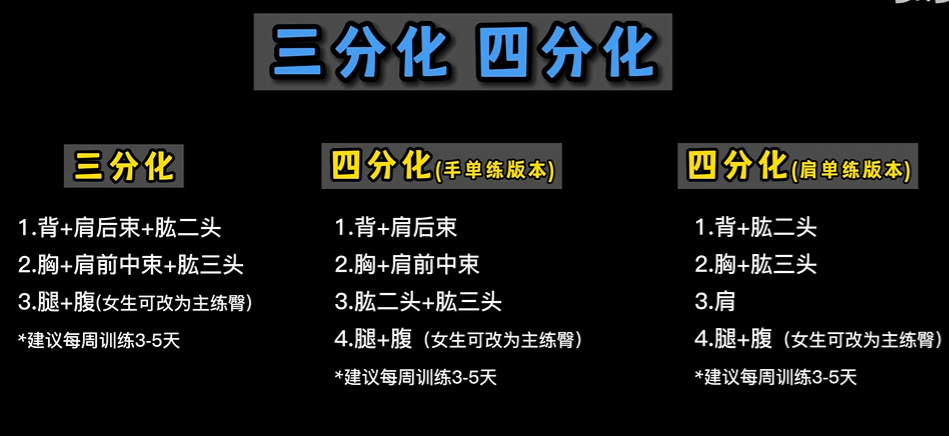 三分化 四分化
三分化
1.背+肩后束+肱二头
2.胸+肩前中束+肱三头
3.腿+腹(女生可改为主练臀)
*建议每周训练3-5天
四分化(手单练版本)
1.背+肩后束
2.胸+肩前中束
3.肱二头+肱三头
4.腿+腹（女生可改为主练臀）
*建议每周训练3-5天
四分化(肩单练版本)
1.背+肱二头
2.胸+肱三头
3.肩
4.腿+腹（女生可改为主练臀）
*建议每周训练3-5天